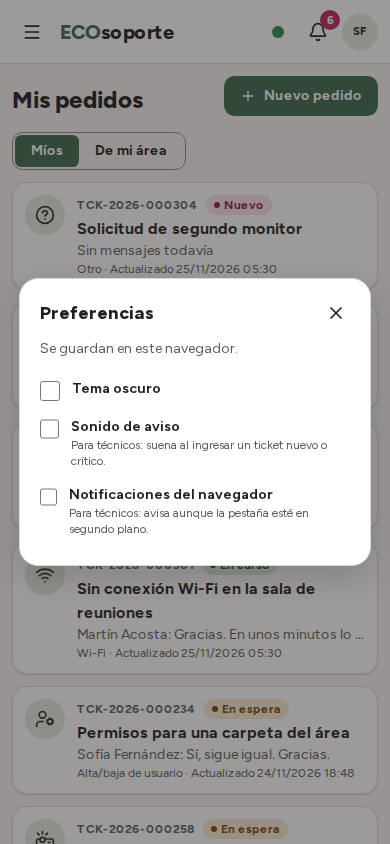 ECOsoporte
6
SF
Mis pedidos
+ Nuevo pedido
Míos
De mi área
TCK-2026-000304
Nuevo
Solicitud de segundo monitor
Sin mensajes todavía
Otro · Actualizado 25/11/2026 05:30
Preferencias
Se guardan en este navegador.
Tema oscuro
Sonido de aviso
Para técnicos: suena al ingresar un ticket nuevo o
crítico.
Notificaciones del navegador
Para técnicos: avisa aunque la pestaña esté en
segundo plano.
Sin conexión Wi-Fi en la sala de
reuniones
Martín Acosta: Gracias. En unos minutos lo ...
Wi-Fi · Actualizado 25/11/2026 05:30
TCK-2026-000234
En espera
Permisos para una carpeta del área
Sofía Fernández: Sí, sigue igual. Gracias.
Alta/baja de usuario · Actualizado 24/11/2026 18:48
TCK-2026-000258
En espera